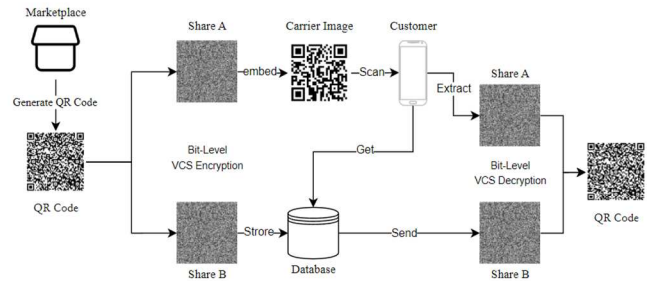 Marketplace
Generate QR Code
QR Code
Share A
Bit-Level
VCS Encryption
Share B
embed
Carrier Image
Scan
Customer
Extract
Get
Strore
Database
Send
Share A
Bit-Level
VCS Decryption
Share B
QR Code